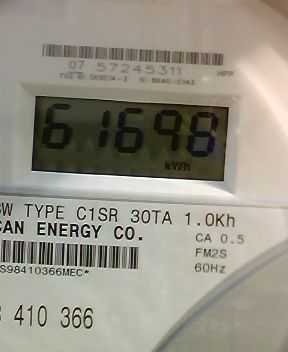 07 57245311
61698
kWh
TYPE C1SR 30TA 1.0Kh
CAN ENERGY CO.
CA 0.5
FM2S
60Hz
S98410366MEC*
410 366